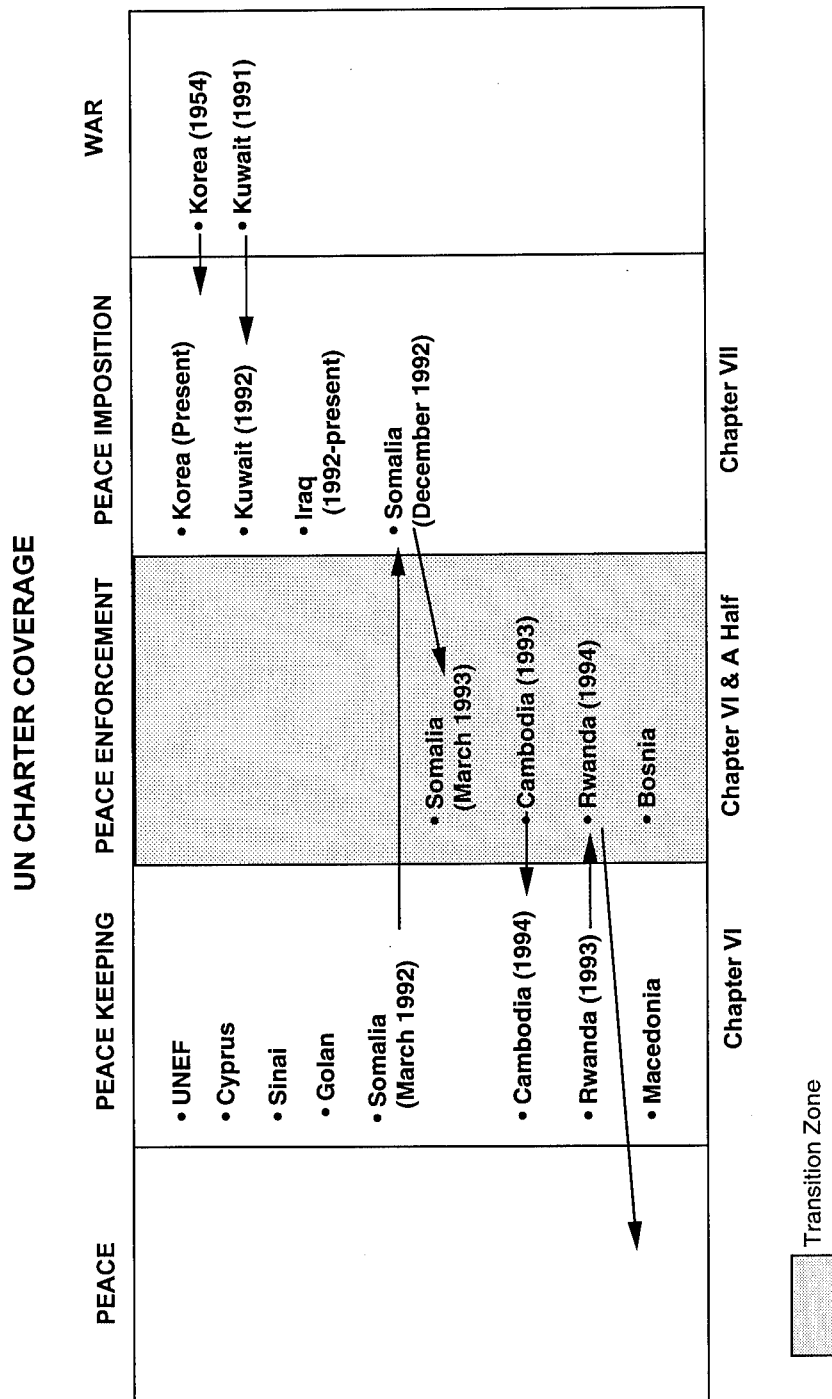 UN CHARTER COVERAGE
PEACE
PEACE KEEPING
PEACE ENFORCEMENT
PEACE IMPOSITION
WAR
• UNEF
• Cyprus
• Sinai
• Golan
• Somalia
(March 1992)
• Cambodia (1994)
• Rwanda (1993)
• Macedonia
• Somalia
(March 1993)
• Cambodia (1993)
• Rwanda (1994)
• Bosnia
• Korea (Present)
• Kuwait (1992)
• Iraq
(1992-present)
• Somalia
(December 1992)
• Korea (1954)
• Kuwait (1991)
Chapter VI
Chapter VI & A Half
Chapter VII
Transition Zone